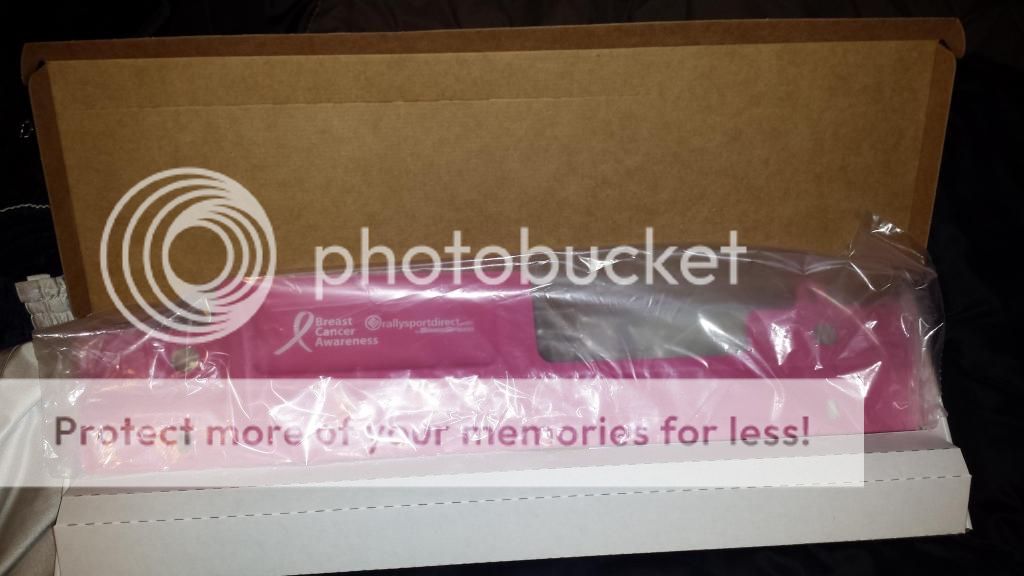 photobucket
Breast
Cancer
Awareness
rallysportdirect
Protect more of your memories for less!